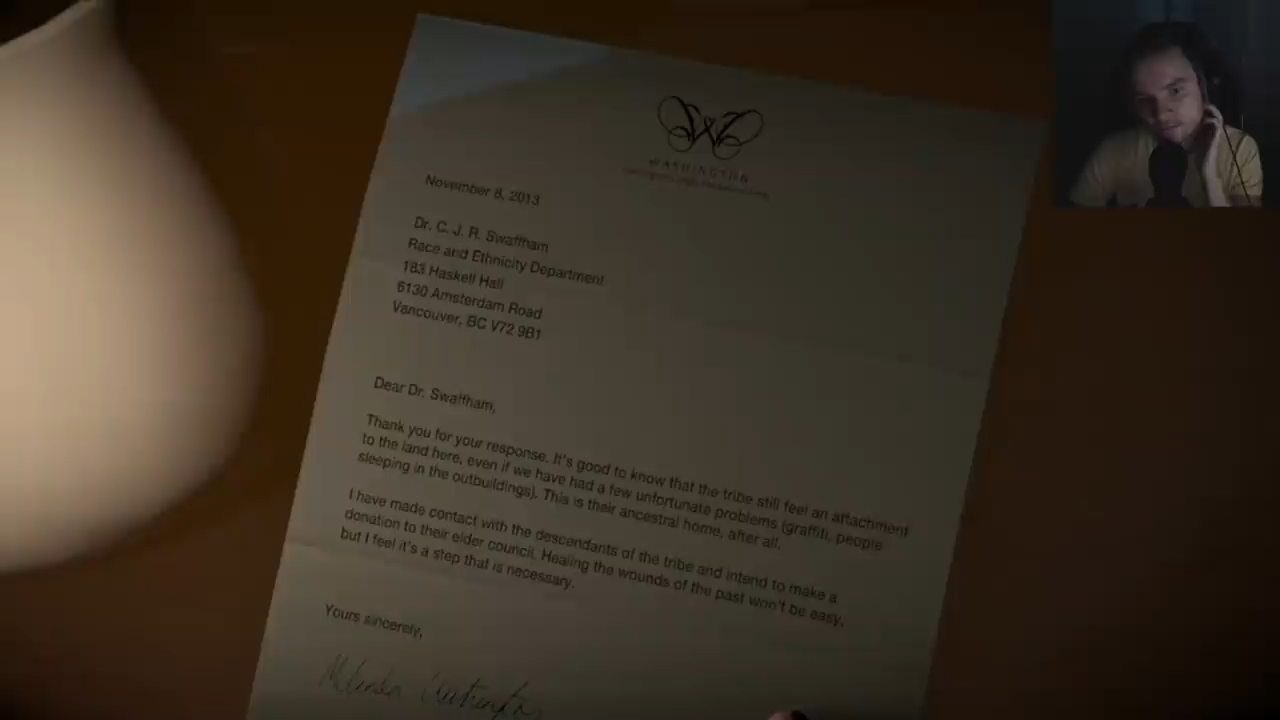 W
WASHINGTON
November 8, 2013
Dr. C. J. R. Swaffham
Race and Ethnicity Department
183 Haskell Hall
6130 Amsterdam Road
Vancouver, BC V72 9B1
Dear Dr. Swaffham,
Thank you for your response. It's good to know that the tribe still feel an attachment
to the land here, even if we have had a few unfortunate problems (graffiti, people
sleeping in the outbuildings). This is their ancestral home, after all.
I have made contact with the descendants of the tribe and intend to make a
donation to their elder council. Healing the wounds of the past won't be easy,
but I feel it's a step that is necessary.
Yours sincerely,